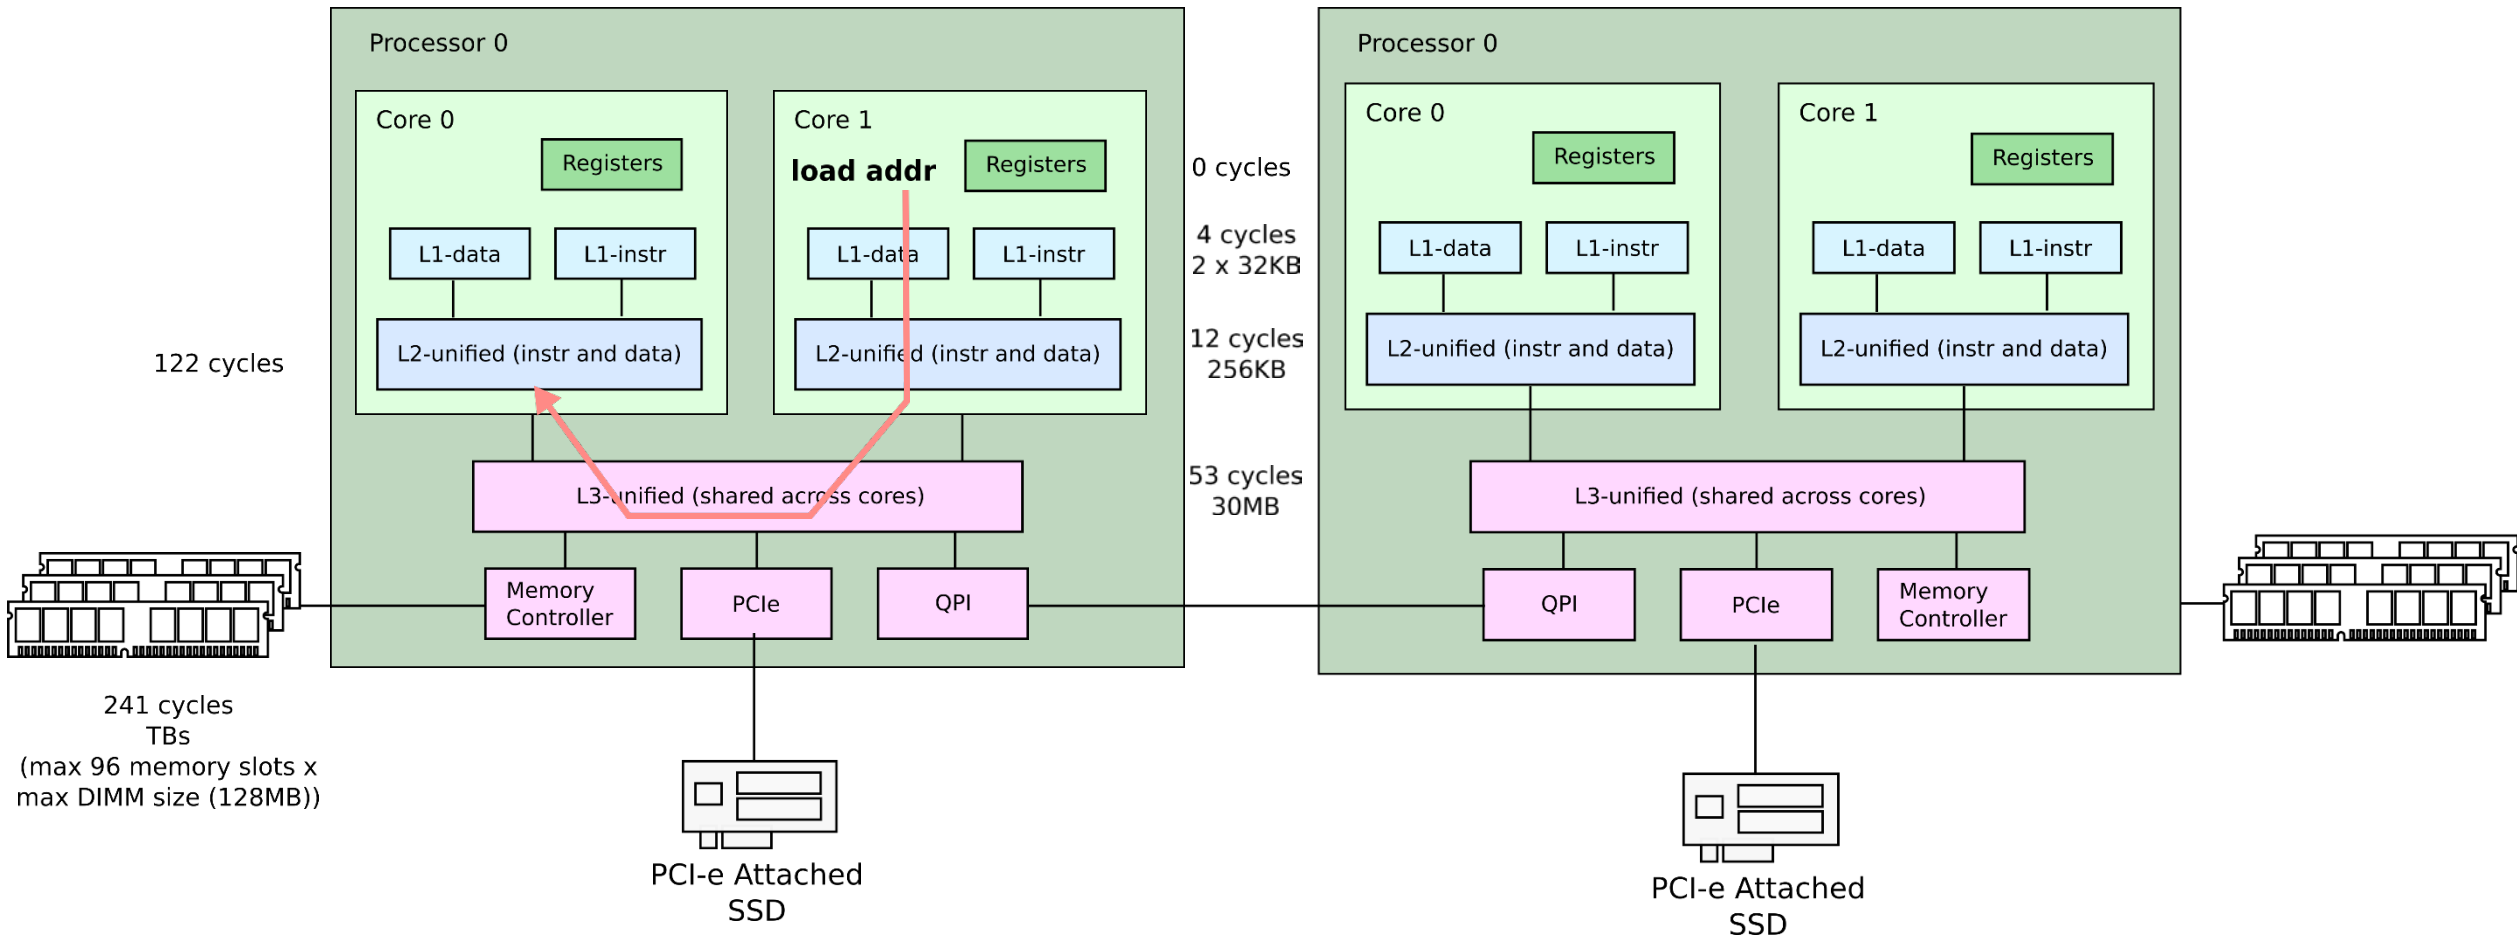 Processor 0
Core 0
Registers
L1-data
L1-instr
L2-unified (instr and data)
Core 1
load addr
Registers
L1-data
L1-instr
L2-unified (instr and data)
L3-unified (shared across cores)
Memory
Controller
PCIe
QPI
122 cycles
241 cycles
TBs
(max 96 memory slots x
max DIMM size (128MB))
PCI-e Attached
SSD
0 cycles
4 cycles
2 x 32KB
12 cycles
256KB
53 cycles
30MB
Processor 0
Core 0
Registers
L1-data
L1-instr
L2-unified (instr and data)
Core 1
Registers
L1-data
L1-instr
L2-unified (instr and data)
L3-unified (shared across cores)
QPI
PCIe
Memory
Controller
PCI-e Attached
SSD